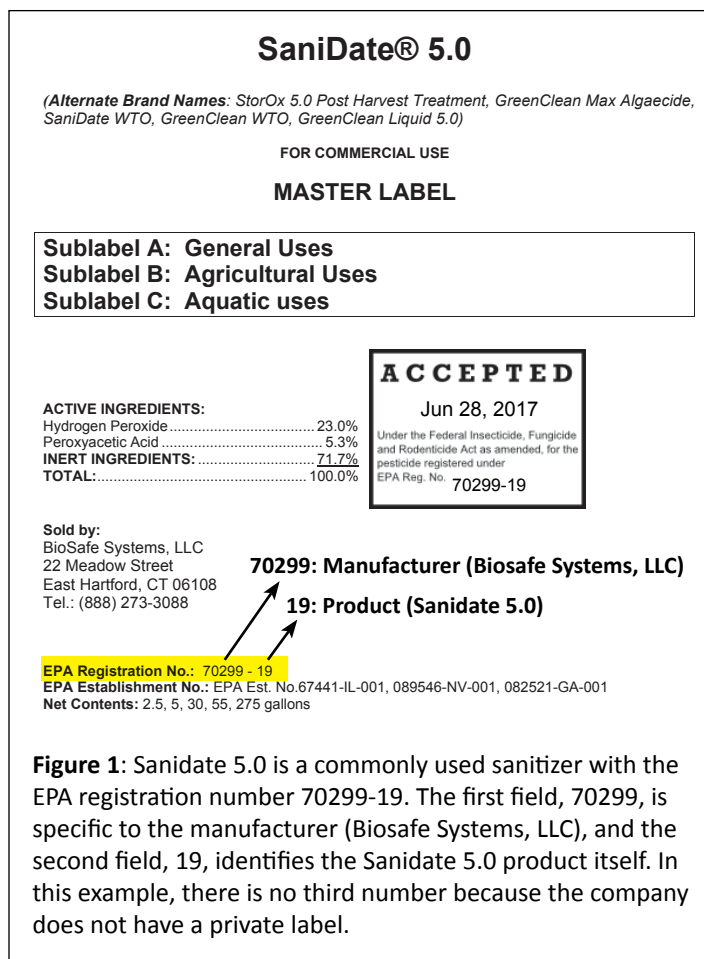 SaniDate® 5.0
(Alternate Brand Names: StorOx 5.0 Post Harvest Treatment, GreenClean Max Algaecide,
SaniDate WTO, GreenClean WTO, GreenClean Liquid 5.0)
FOR COMMERCIAL USE
MASTER LABEL
Sublabel A: General Uses
Sublabel B: Agricultural Uses
Sublabel C: Aquatic uses
ACTIVE INGREDIENTS:
Hydrogen Peroxide.................................. 23.0%
Peroxyacetic Acid ...................................... 5.3%
INERT INGREDIENTS: ............................ 71.7%
TOTAL:.................................................. 100.0%
ACCEPTED
Jun 28, 2017
Under the Federal Insecticide, Fungicide
and Rodenticide Act as amended, for the
pesticide registered under
EPA Reg. No. 70299-19
Sold by:
BioSafe Systems, LLC
22 Meadow Street
East Hartford, CT 06108
Tel.: (888) 273-3088
70299: Manufacturer (Biosafe Systems, LLC)
19: Product (Sanidate 5.0)
EPA Registration No.: 70299 - 19
EPA Establishment No.: EPA Est. No.67441-IL-001, 089546-NV-001, 082521-GA-001
Net Contents: 2.5, 5, 30, 55, 275 gallons
Figure 1: Sanidate 5.0 is a commonly used sanitizer with the
EPA registration number 70299-19. The first field, 70299, is
specific to the manufacturer (Biosafe Systems, LLC), and the
second field, 19, identifies the Sanidate 5.0 product itself. In
this example, there is no third number because the company
does not have a private label.